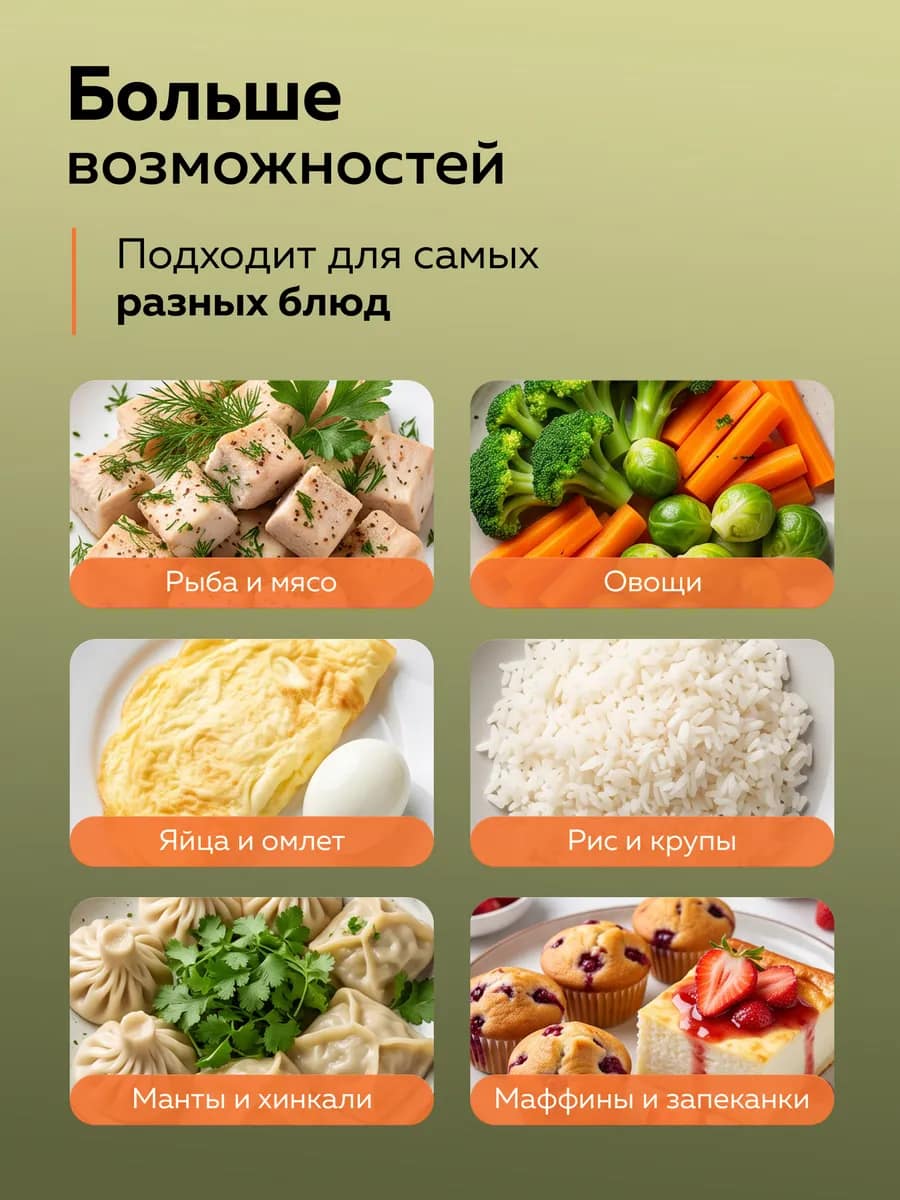 Больше
возможностей
Подходит для самых
разных блюд
Рыба и мясо
Овощи
Яйца и омлет
Рис и крупы
Манты и хинкали
Маффины и запеканки